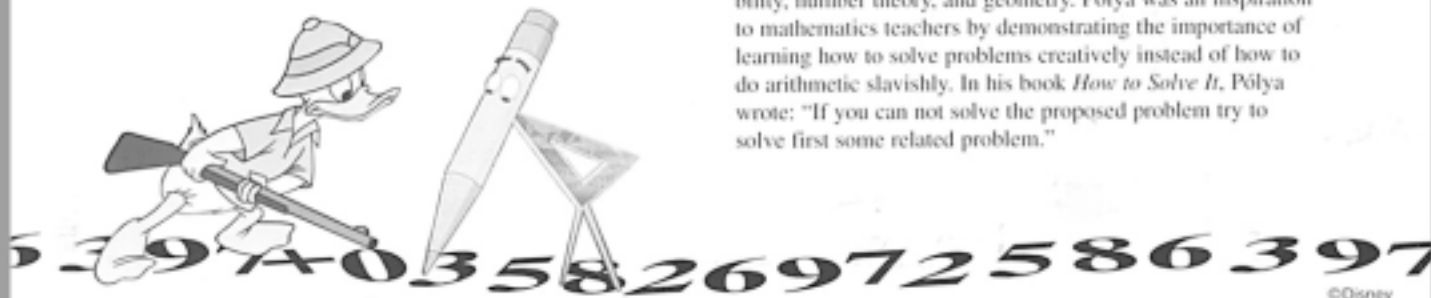 bility, number theory, and geometry. Pólya was an inspiration
to mathematics teachers by demonstrating the importance of
learning how to solve problems creatively instead of how to
do arithmetic slavishly. In his book How to Solve It, Pólya
wrote: "If you can not solve the proposed problem try to
solve first some related problem."
397+035826972586397
©Disney